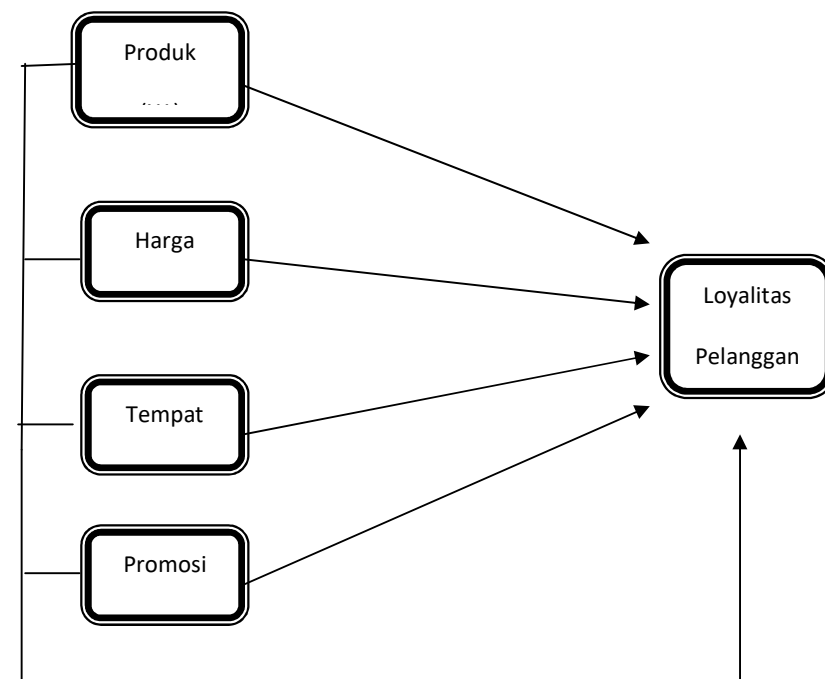 Produk
Harga
Tempat
Promosi
Loyalitas
Pelanggan